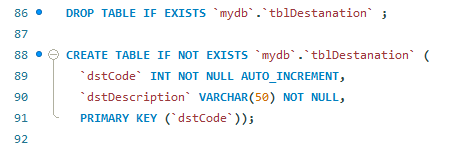 86 DROP TABLE IF EXISTS `mydb`.`tblDestanation` ;
87
88 CREATE TABLE IF NOT EXISTS `mydb`.`tblDestanation` (
89 `dstCode` INT NOT NULL AUTO_INCREMENT,
90 `dstDescription` VARCHAR(50) NOT NULL,
91 PRIMARY KEY (`dstCode`));
92